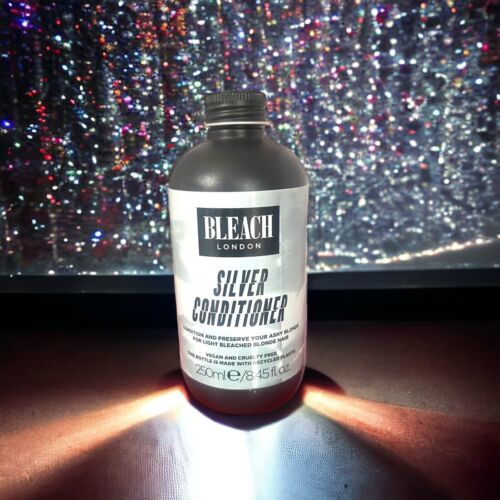 BLEACH
LONDON
SILVER
CONDITIONER
CONDITION AND PRESERVE YOUR ASHY BLONDE
FOR LIGHT BLEACHED BLONDE HAIR
VEGAN AND CRUELTY FREE
THIS BOTTLE IS MADE WITH RECYCLED PLASTIC
250ml ℮/8.45 fl. oz.